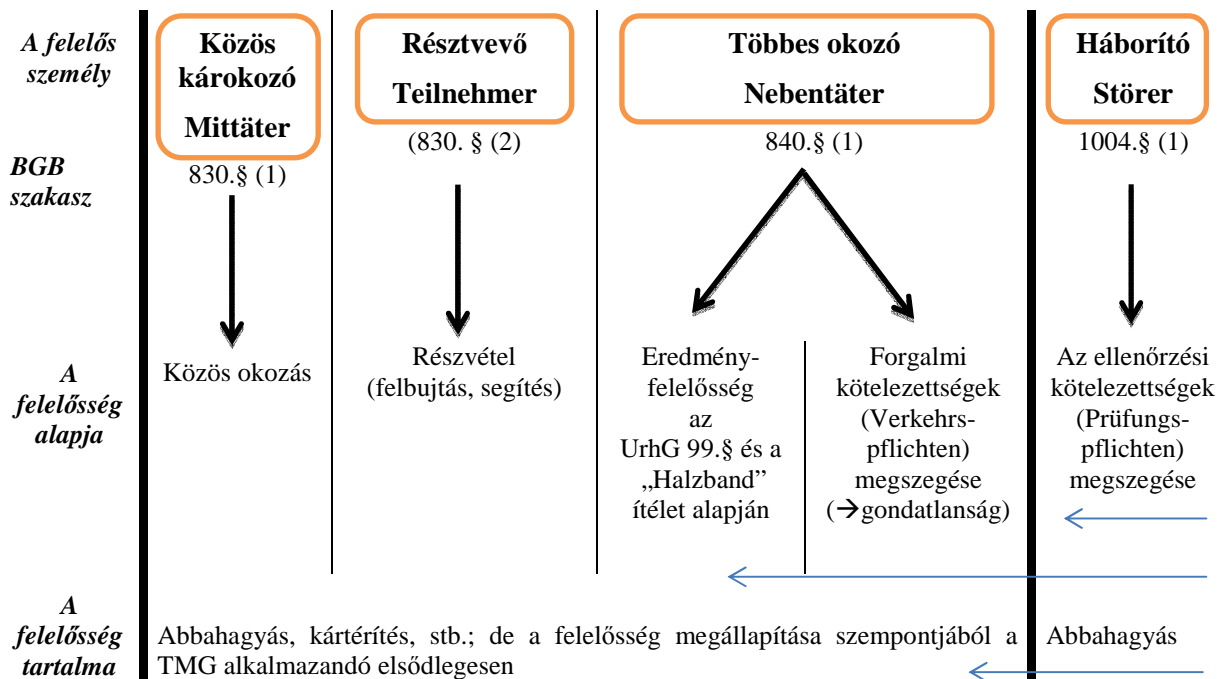 A felelős
személy
Közös
károkozó
Mittäter
Résztvevő
Teilnehmer
Többes okozó
Nebentäter
Háborító
Störer
BGB
szakasz
830.§ (1)
(830. § (2)
840.§ (1)
1004.§ (1)
A
felelősség
alapja
Közös okozás
Részvétel
(felbujtás, segítés)
Eredmény-
felelősség
az
UrhG 99.§ és a
„Halzband”
ítélet alapján
Forgalmi
kötelezettségek
(Verkehrs-
pflichten)
megszegése
(→gondatlanság)
Az ellenőrzési
kötelezettségek
(Prüfungs-
pflichten)
megszegése
A
felelősség
tartalma
Abbahagyás, kártérítés, stb.; de a felelősség megállapítása szempontjából a
TMG alkalmazandó elsődlegesen
Abbahagyás